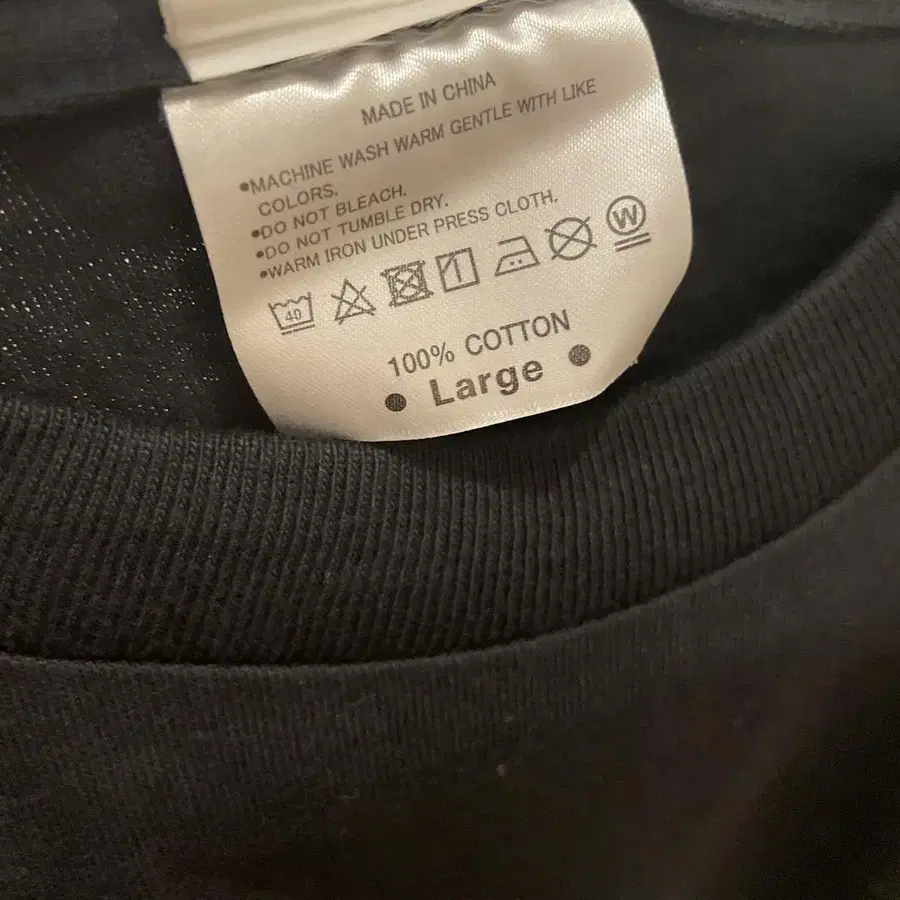 MADE IN CHINA
•MACHINE WASH WARM GENTLE WITH LIKE
COLORS.
•DO NOT BLEACH.
•DO NOT TUMBLE DRY.
•WARM IRON UNDER PRESS CLOTH.
40 W
100% COTTON
• Large •